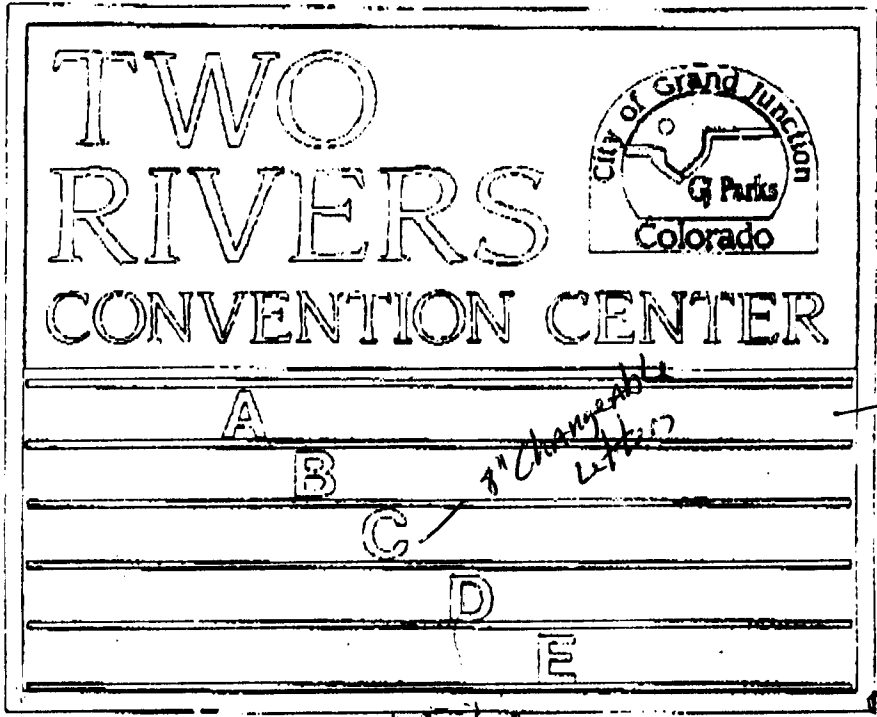 TWO
RIVERS
CONVENTION CENTER
City of Grand Junction
GJ Parks
Colorado
A
8" Changeable
Letters
B
C
D
E